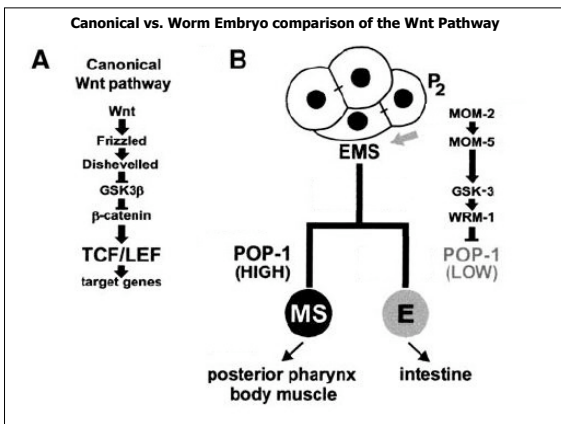 Canonical vs. Worm Embryo comparison of the Wnt Pathway
A
Canonical
Wnt pathway
Wnt
Frizzled
Dishevelled
GSK3β
β-catenin
TCF/LEF
target genes
B
P2
EMS
MOM-2
MOM-5
GSK-3
WRM-1
POP-1
(LOW)
POP-1
(HIGH)
MS
E
posterior pharynx
body muscle
intestine